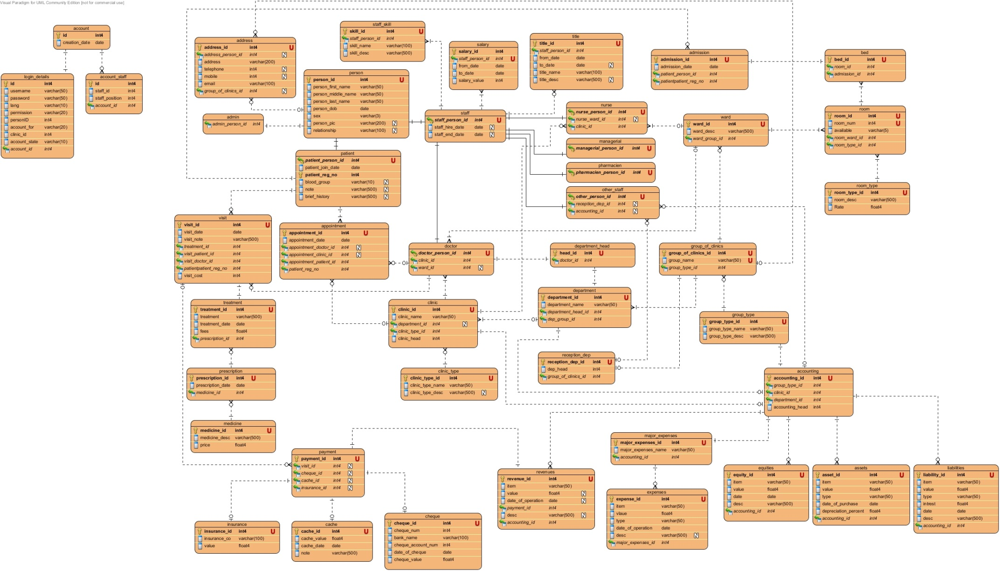 Visual Paradigm for UML Community Edition [not for commercial use]
account
id int4
creation_date date
login_details
id int4
username varchar(50)
password varchar(50)
lang varchar(10)
permission varchar(20)
personID int4
account_for varchar(20)
clinic_id int4
account_state varchar(10)
account_id int4
account_staff
id int4
staff_id int4
staff_position int4
account_id int4
address
address_id int4 U
address_person_id int4 N
address varchar(200)
telephone int4 N
mobile int4 N
email varchar(100)
group_of_clinics_id int4 N
staff_skill
skill_id int4 U
staff_person_id int4
skill_name varchar(100)
skill_desc varchar(500)
salary
salary_id int4
staff_person_id int4 U
from_date date
to_date date
salary_value int4
title
title_id int4 U
staff_person_id int4
from_date date
to_date date N
title_name varchar(100)
title_desc varchar(500) N
admission
admission_id int4 U
admission_date date
patient_person_id int4
patientpatient_reg_no int4
bed
bed_id int4 U
room_id int4
admission_id int4
person
person_id int4 U
person_first_name varchar(50)
person_middle_name varchar(50)
person_last_name varchar(50)
person_dob date
sex varchar(3)
person_pic varchar(200) N
relationship varchar(100) N
admin
admin_person_id int4
staff
staff_person_id int4 U
staff_hire_date date N
staff_end_date date N
nurse
nurse_person_id int4 U
nurse_ward_id int4 N
clinic_id int4
ward
ward_id int4 U
ward_desc varchar(500)
ward_group_id int4
room
room_id int4 U
room_num int4 U
available varchar(5)
room_ward_id int4
room_type_id int4
managerial
managerial_person_id int4 U
pharmacien
pharmacien_person_id int4 U
other_staff
other_person_id int4 U
reception_dep_id int4 N
accounting_id int4 N
room_type
room_type_id int4 U
room_desc varchar(500)
Rate float4
patient
patient_person_id int4 U
patient_join_date date
patient_reg_no int4
blood_group varchar(10) N
note varchar(500) N
brief_history varchar(500) N
visit
visit_id int4 U
visit_date date
visit_note varchar(500)
treatment_id int4
visit_patient_id int4
visit_doctor_id int4
patientpatient_reg_no int4
visit_cost int4
appointment
appointment_id int4 U
appointment_date date
appointment_doctor_id int4 N
appointment_clinic_id int4 N
appointment_patient_id int4
patient_reg_no int4
doctor
doctor_person_id int4 U
clinic_id int4
ward_id int4 N
department_head
head_id int4 U
doctor_id int4
group_of_clinics
group_of_clinics_id int4 U
group_name varchar(50) U
group_type_id int4
treatment
treatment_id int4 U
treatment varchar(500)
treatment_date date
fees float4
prescription_id int4
clinic
clinic_id int4 U
clinic_name varchar(50)
department_id int4 N
clinic_type_id int4
clinic_head int4
department
department_id int4 U
department_name varchar(50)
department_head_id int4
dep_group_id int4
group_type
group_type_id int4 U
group_type_name varchar(50)
group_type_desc varchar(500)
reception_dep
reception_dep_id int4 U
dep_head int4
group_of_clinics_id int4
prescription
prescription_id int4 U
prescription_date date
medicine_id int4
clinic_type
clinic_type_id int4 U
clinic_type_name varchar(50)
clinic_type_desc varchar(500) N
accounting
accounting_id int4 U
group_type_id int4
clinic_id int4
department_id int4
accounting_head int4
medicine
medicine_id int4 U
medicine_desc varchar(500)
price float4
payment
payment_id int4 U
visit_id int4 N
cheque_id int4 N
cache_id int4 N
insurance_id int4 N
major_expenses
major_expenses_id int4 U
major_expenses_name varchar(50)
accounting_id int4
revenues
revenue_id int4 U
item varchar(50)
value float4 N
date_of_operation date N
payment_id int4
desc varchar(500) N
accounting_id int4
expenses
expense_id int4 U
item varchar(50)
vlaue float4
type varchar(50)
date_of_operation date
desc varchar(500) N
major_expenses_id int4
equities
equity_id int4 U
item varchar(50)
value float4
date date
desc varchar(500)
accounting_id int4
assets
asset_id int4 U
item varchar(50)
value float4
type varchar(50)
date_of_purchase date
depreciation_percent float4
accounting_id int4
liabilities
liability_id int4 U
item varchar(50)
value float4
type varchar(50)
intrest float4
date date
desc varchar(500)
accounting_id int4
insurance
insurance_id int4 U
insurance_co varchar(100)
value float4
cache
cache_id int4 U
cache_value float4
cache_date date
note varchar(500)
cheque
cheque_id int4 U
cheque_num int4
bank_name varchar(100)
cheque_account_num int4
date_of_cheque date
cheque_value float4